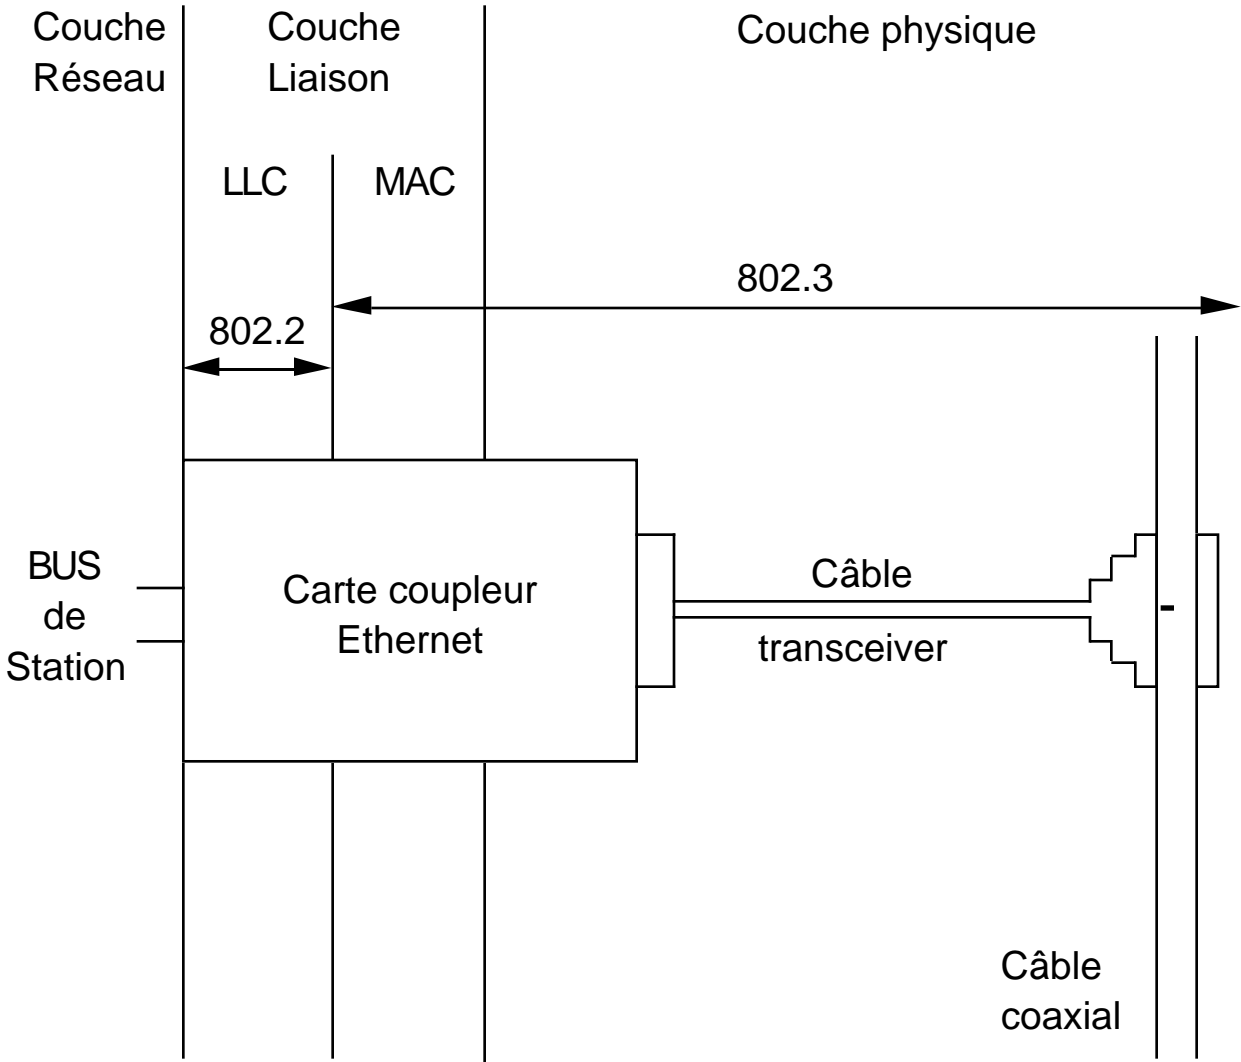 Couche
Réseau
Couche
Liaison
Couche physique
LLC
MAC
802.3
802.2
BUS
de
Station
Carte coupleur
Ethernet
Câble
transceiver
Câble
coaxial